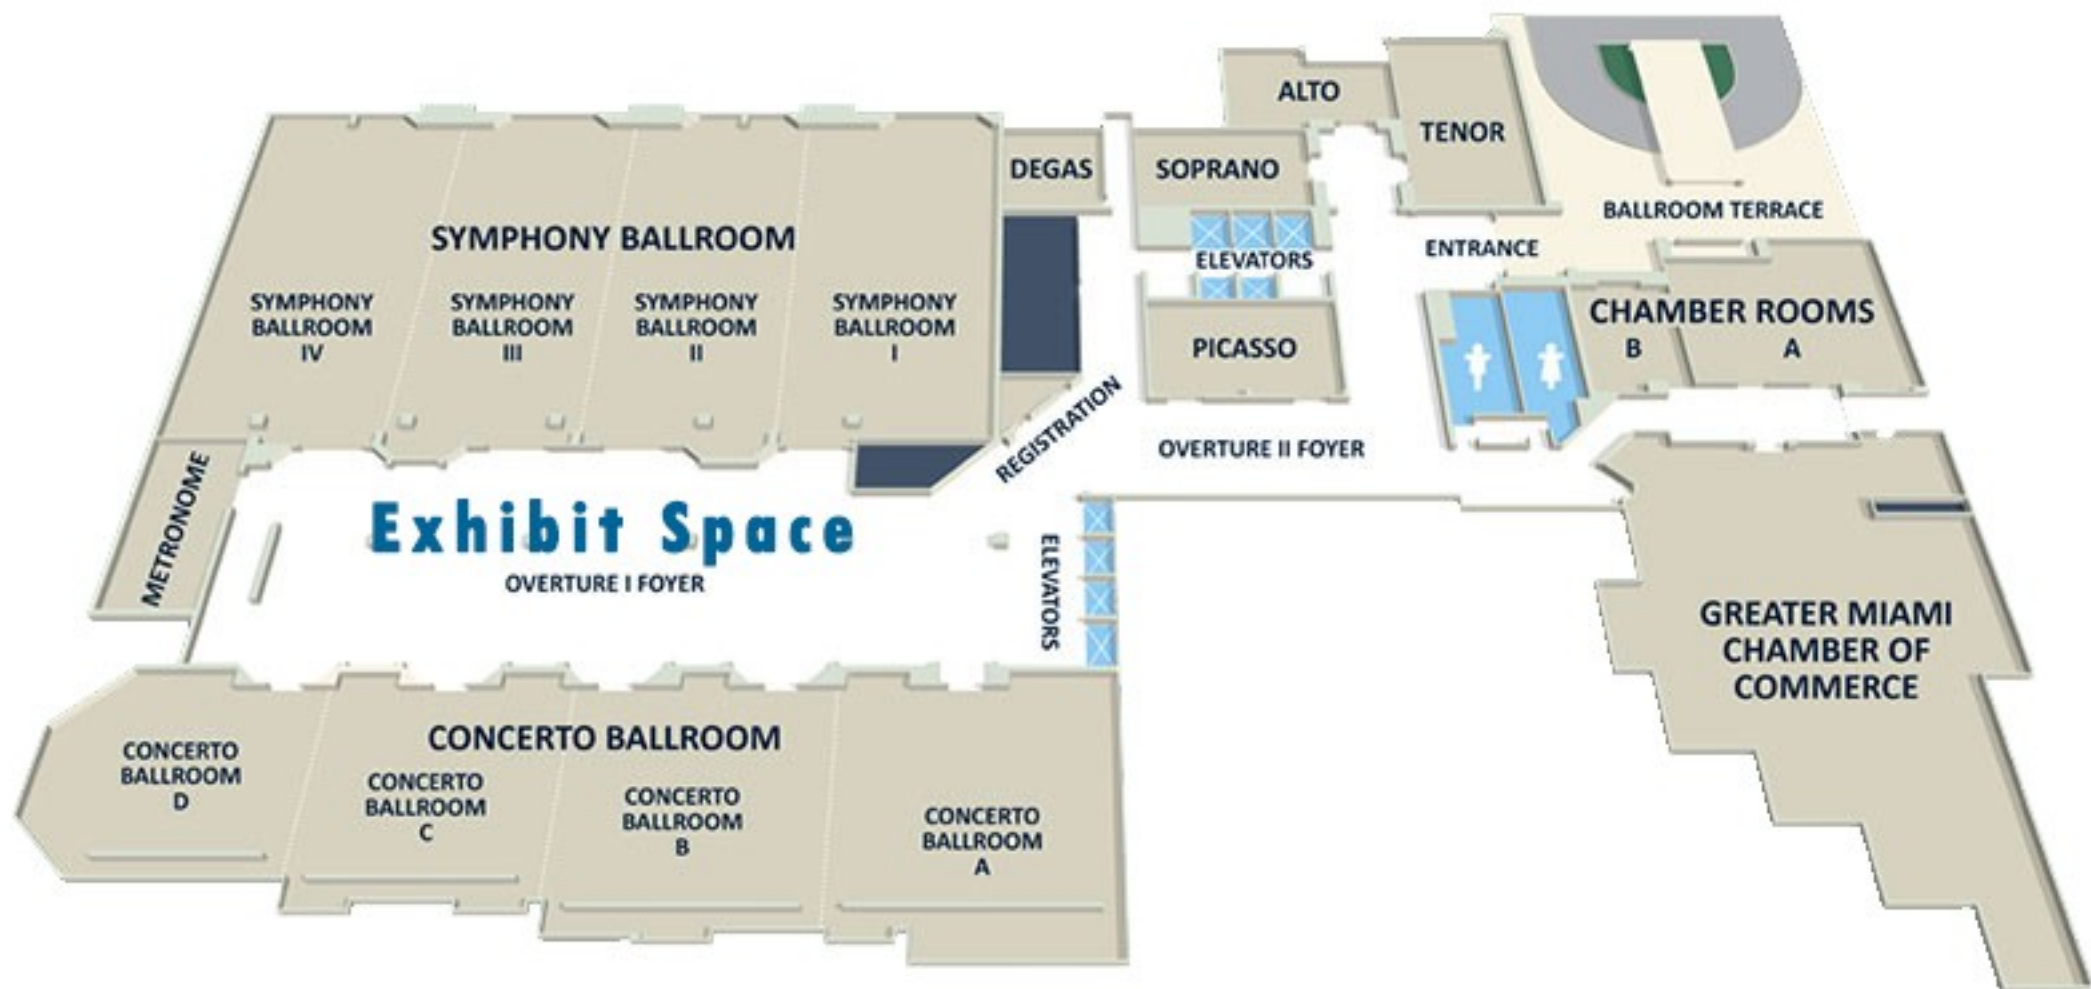 ALTO
TENOR
DEGAS
SOPRANO
BALLROOM TERRACE
SYMPHONY BALLROOM
ENTRANCE
ELEVATORS
SYMPHONY
BALLROOM
IV
SYMPHONY
BALLROOM
III
SYMPHONY
BALLROOM
II
SYMPHONY
BALLROOM
I
PICASSO
CHAMBER ROOMS
B
A
REGISTRATION
OVERTURE II FOYER
METRONOME
Exhibit Space
OVERTURE I FOYER
ELEVATORS
GREATER MIAMI
CHAMBER OF
COMMERCE
CONCERTO BALLROOM
CONCERTO
BALLROOM
D
CONCERTO
BALLROOM
C
CONCERTO
BALLROOM
B
CONCERTO
BALLROOM
A